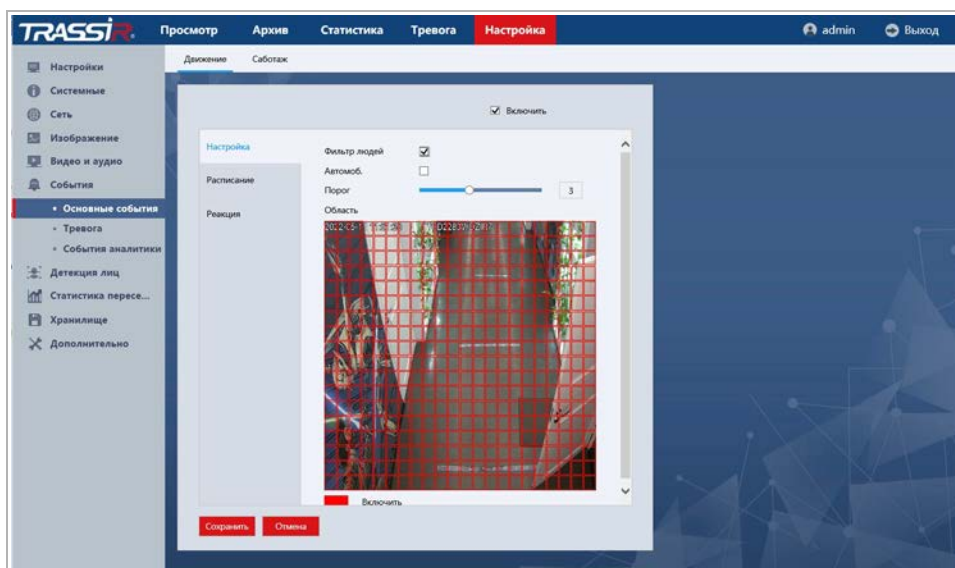 TRASSIR
Просмотр Архив Статистика Тревога Настройка admin Выход
Движение Саботаж
Настройки
Системные
Сеть
Изображение
Видео и аудио
События
Основные события
Тревога
События аналитики
Детекция лиц
Статистика пересе...
Хранилище
Дополнительно
Включить
Настройка
Расписание
Реакция
Фильтр людей
Автомоб.
Порог 3
Область
Включить
Сохранить Отмена